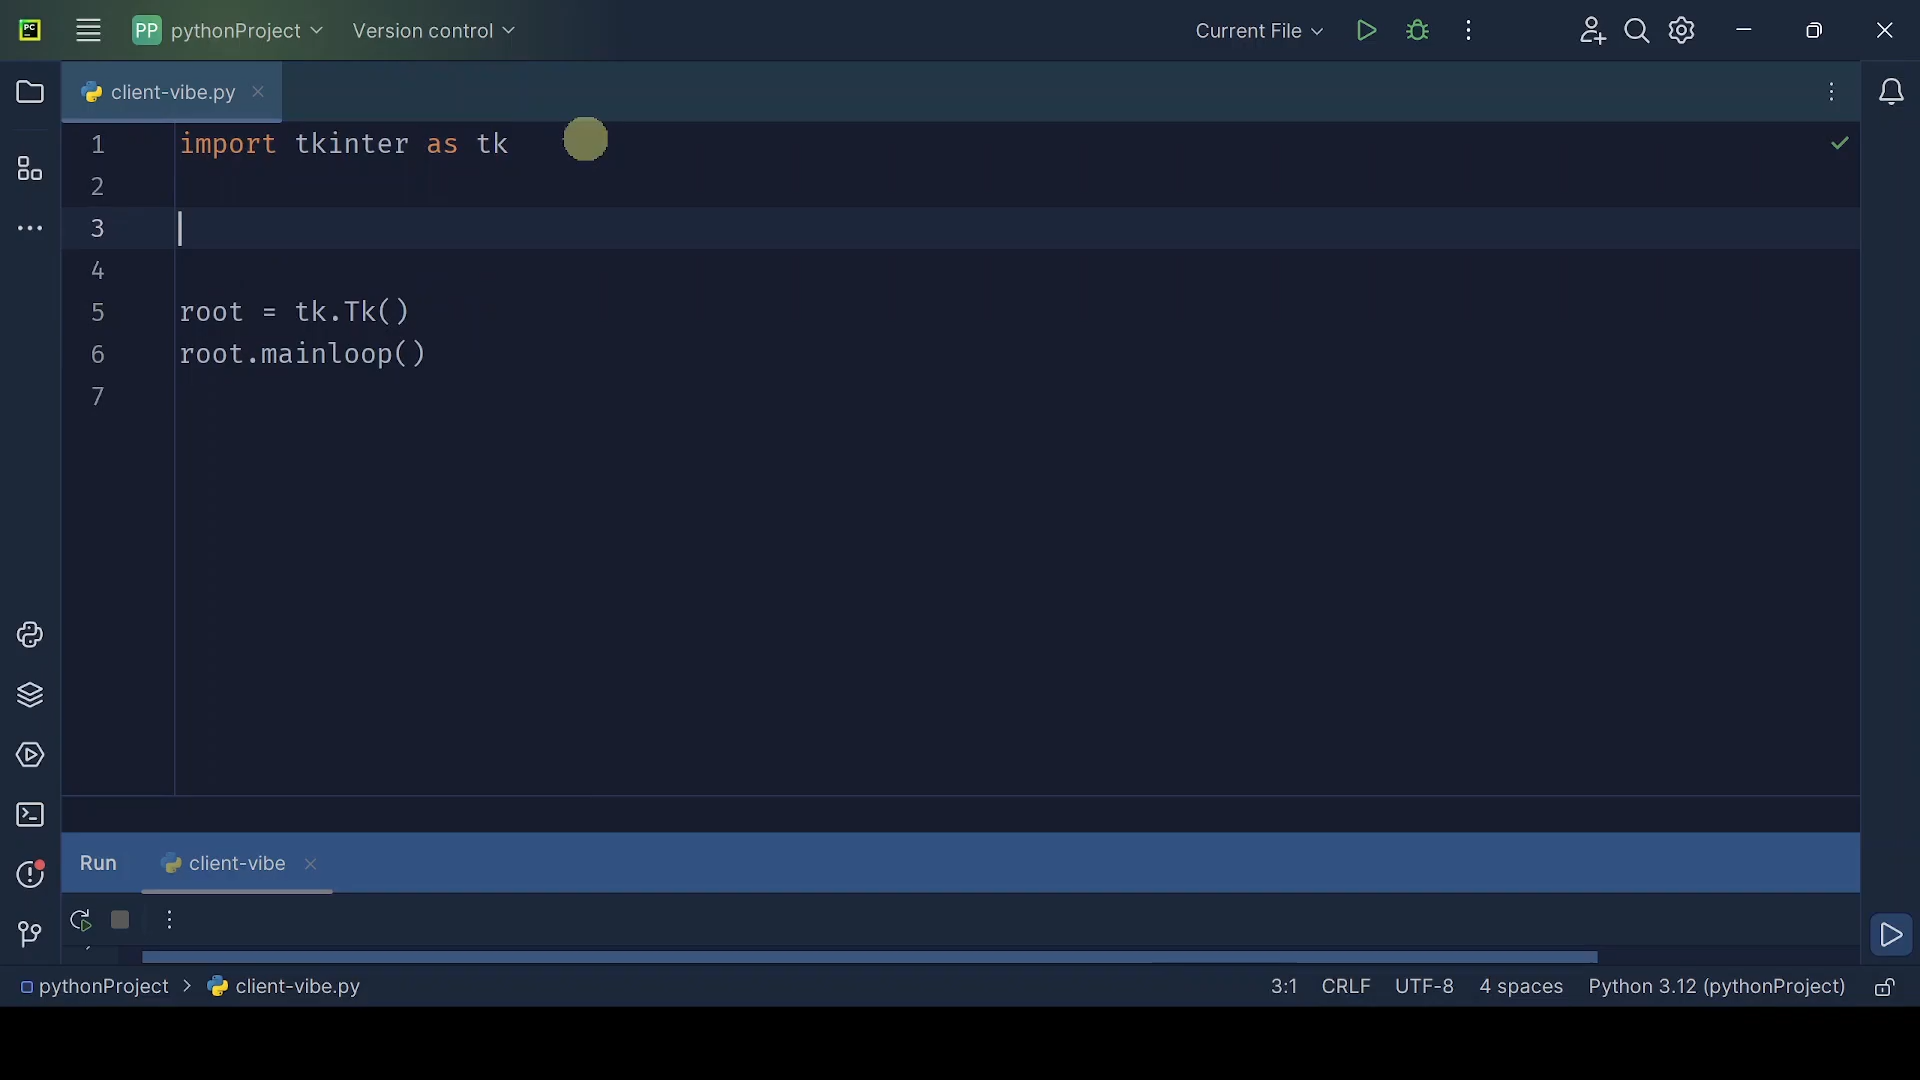 PC
PP pythonProject Version control Current File
client-vibe.py
1 import tkinter as tk
2
3
4
5 root = tk.Tk()
6 root.mainloop()
7
Run client-vibe
pythonProject > client-vibe.py 3:1 CRLF UTF-8 4 spaces Python 3.12 (pythonProject)